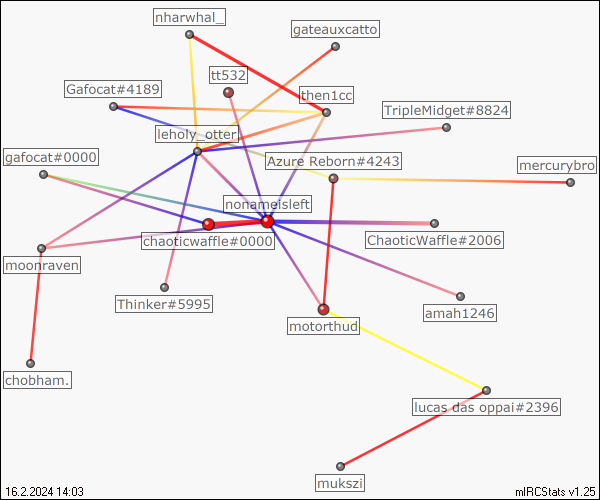 nharwhal_
gateauxcatto
tt532
Gafocat#4189
then1cc
TripleMidget#8824
leholy_otter
gafocat#0000
Azure Reborn#4243
mercurybro
nonameisleft
chaoticwaffle#0000
ChaoticWaffle#2006
moonraven
Thinker#5995
amah1246
motorthud
chobham.
lucas das oppai#2396
mukszi
16.2.2024 14:03
mIRCStats v1.25